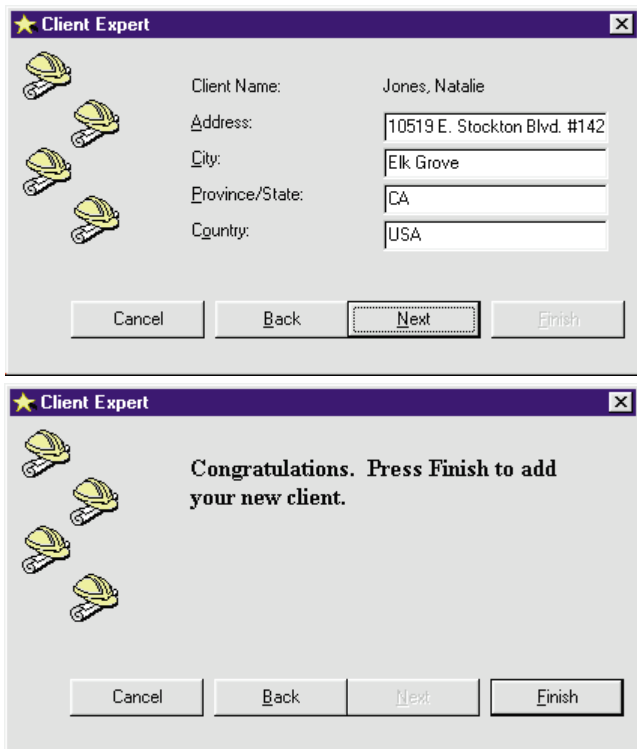 Client Expert
Client Name: Jones, Natalie
Address: 10519 E. Stockton Blvd. #142
City: Elk Grove
Province/State: CA
Country: USA
Cancel Back Next Finish
Client Expert
Congratulations. Press Finish to add
your new client.
Cancel Back Next Finish